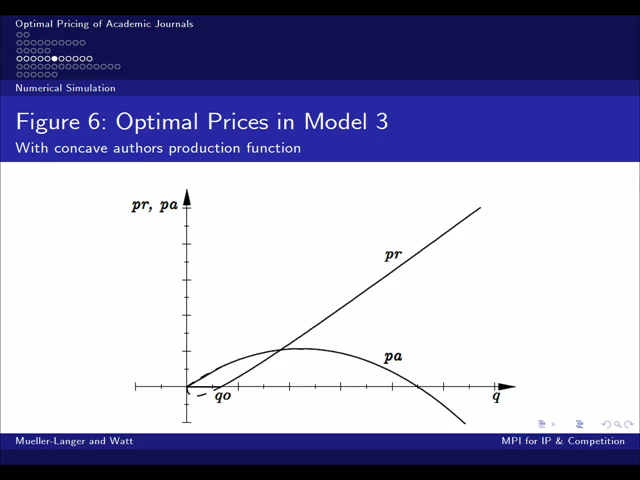 Optimal Pricing of Academic Journals
Numerical Simulation
Figure 6: Optimal Prices in Model 3
With concave authors production function
pr, pa
pr
pa
qo
q
Mueller-Langer and Watt
MPI for IP & Competition